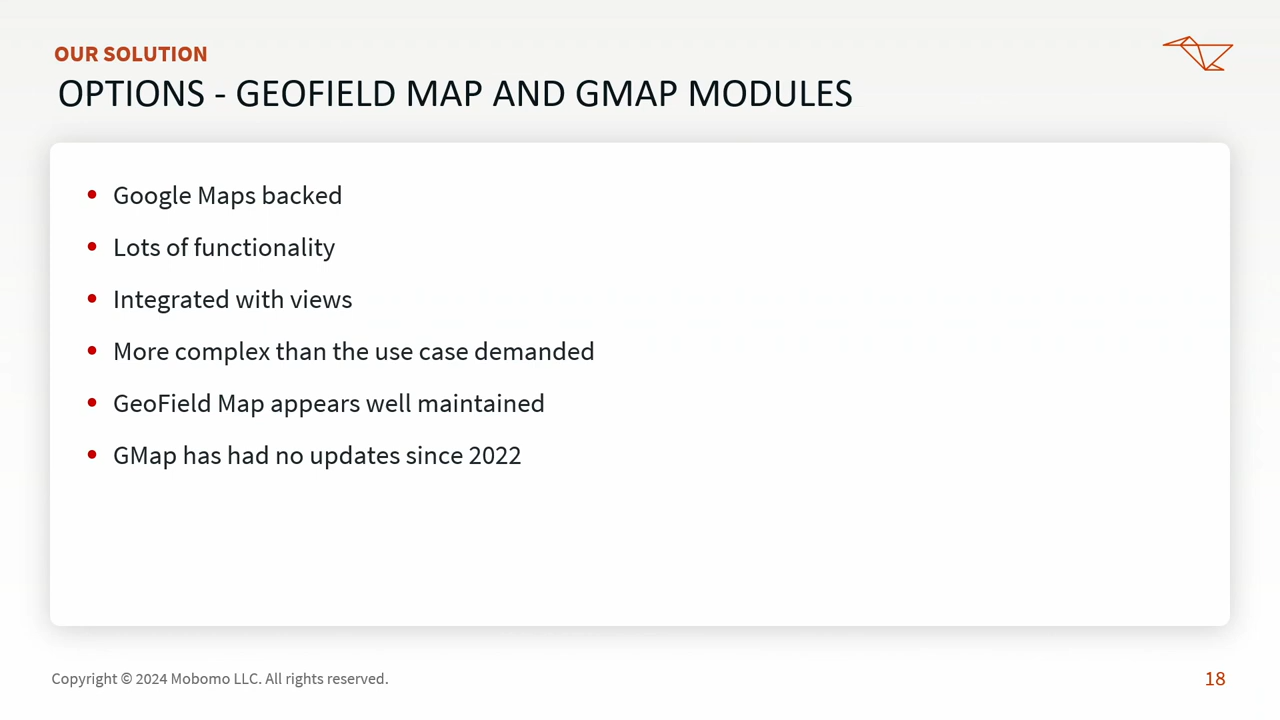 OUR SOLUTION
OPTIONS - GEOFIELD MAP AND GMAP MODULES
• Google Maps backed
• Lots of functionality
• Integrated with views
• More complex than the use case demanded
• GeoField Map appears well maintained
• GMap has had no updates since 2022
Copyright © 2024 Mobomo LLC. All rights reserved.
18